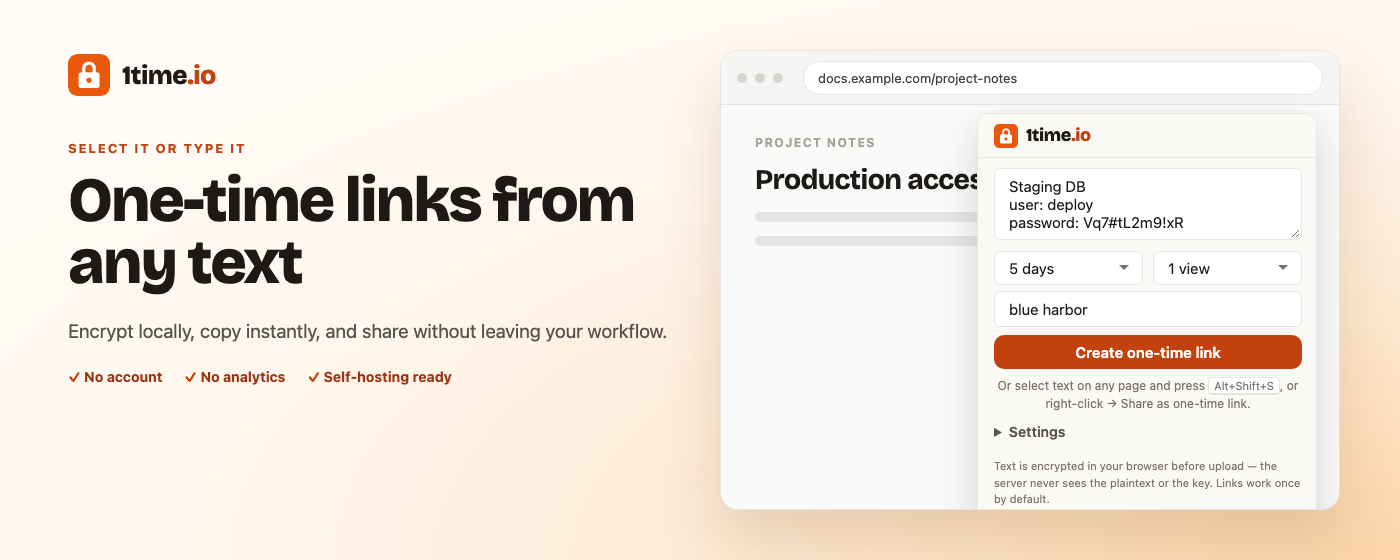 1time.io
SELECT IT OR TYPE IT
One-time links from
any text
Encrypt locally, copy instantly, and share without leaving your workflow.
No account
No analytics
Self-hosting ready
docs.example.com/project-notes
PROJECT NOTES
Production acces
1time.io
Staging DB
user: deploy
password: Vq7#tL2m9!xR
5 days
1 view
blue harbor
Create one-time link
Or select text on any page and press Alt+Shift+S, or
right-click → Share as one-time link.
Settings
Text is encrypted in your browser before upload — the
server never sees the plaintext or the key. Links work once
by default.